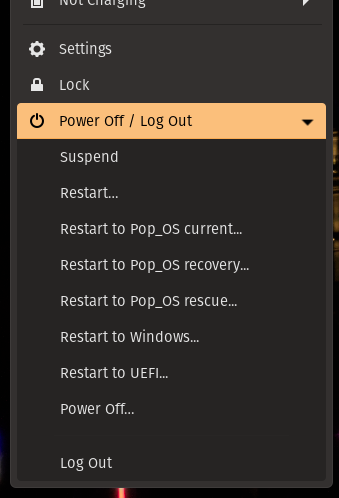 Not Charging
Settings
Lock
Power Off / Log Out
Suspend
Restart...
Restart to Pop_OS current...
Restart to Pop_OS recovery...
Restart to Pop_OS rescue...
Restart to Windows...
Restart to UEFI...
Power Off...
Log Out